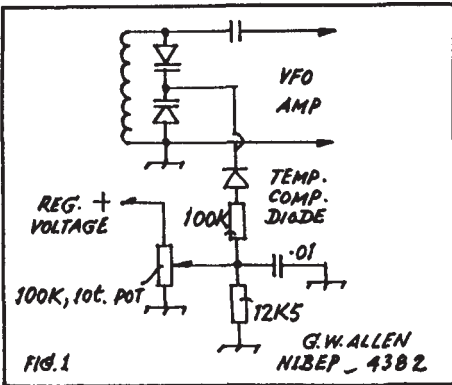 VFO
AMP
TEMP.
COMP.
DIODE
REG. +
VOLTAGE
100K
.01
100K, 10t. POT
12K5
G.W. ALLEN
N1BEP _ 4382
FIG. 1